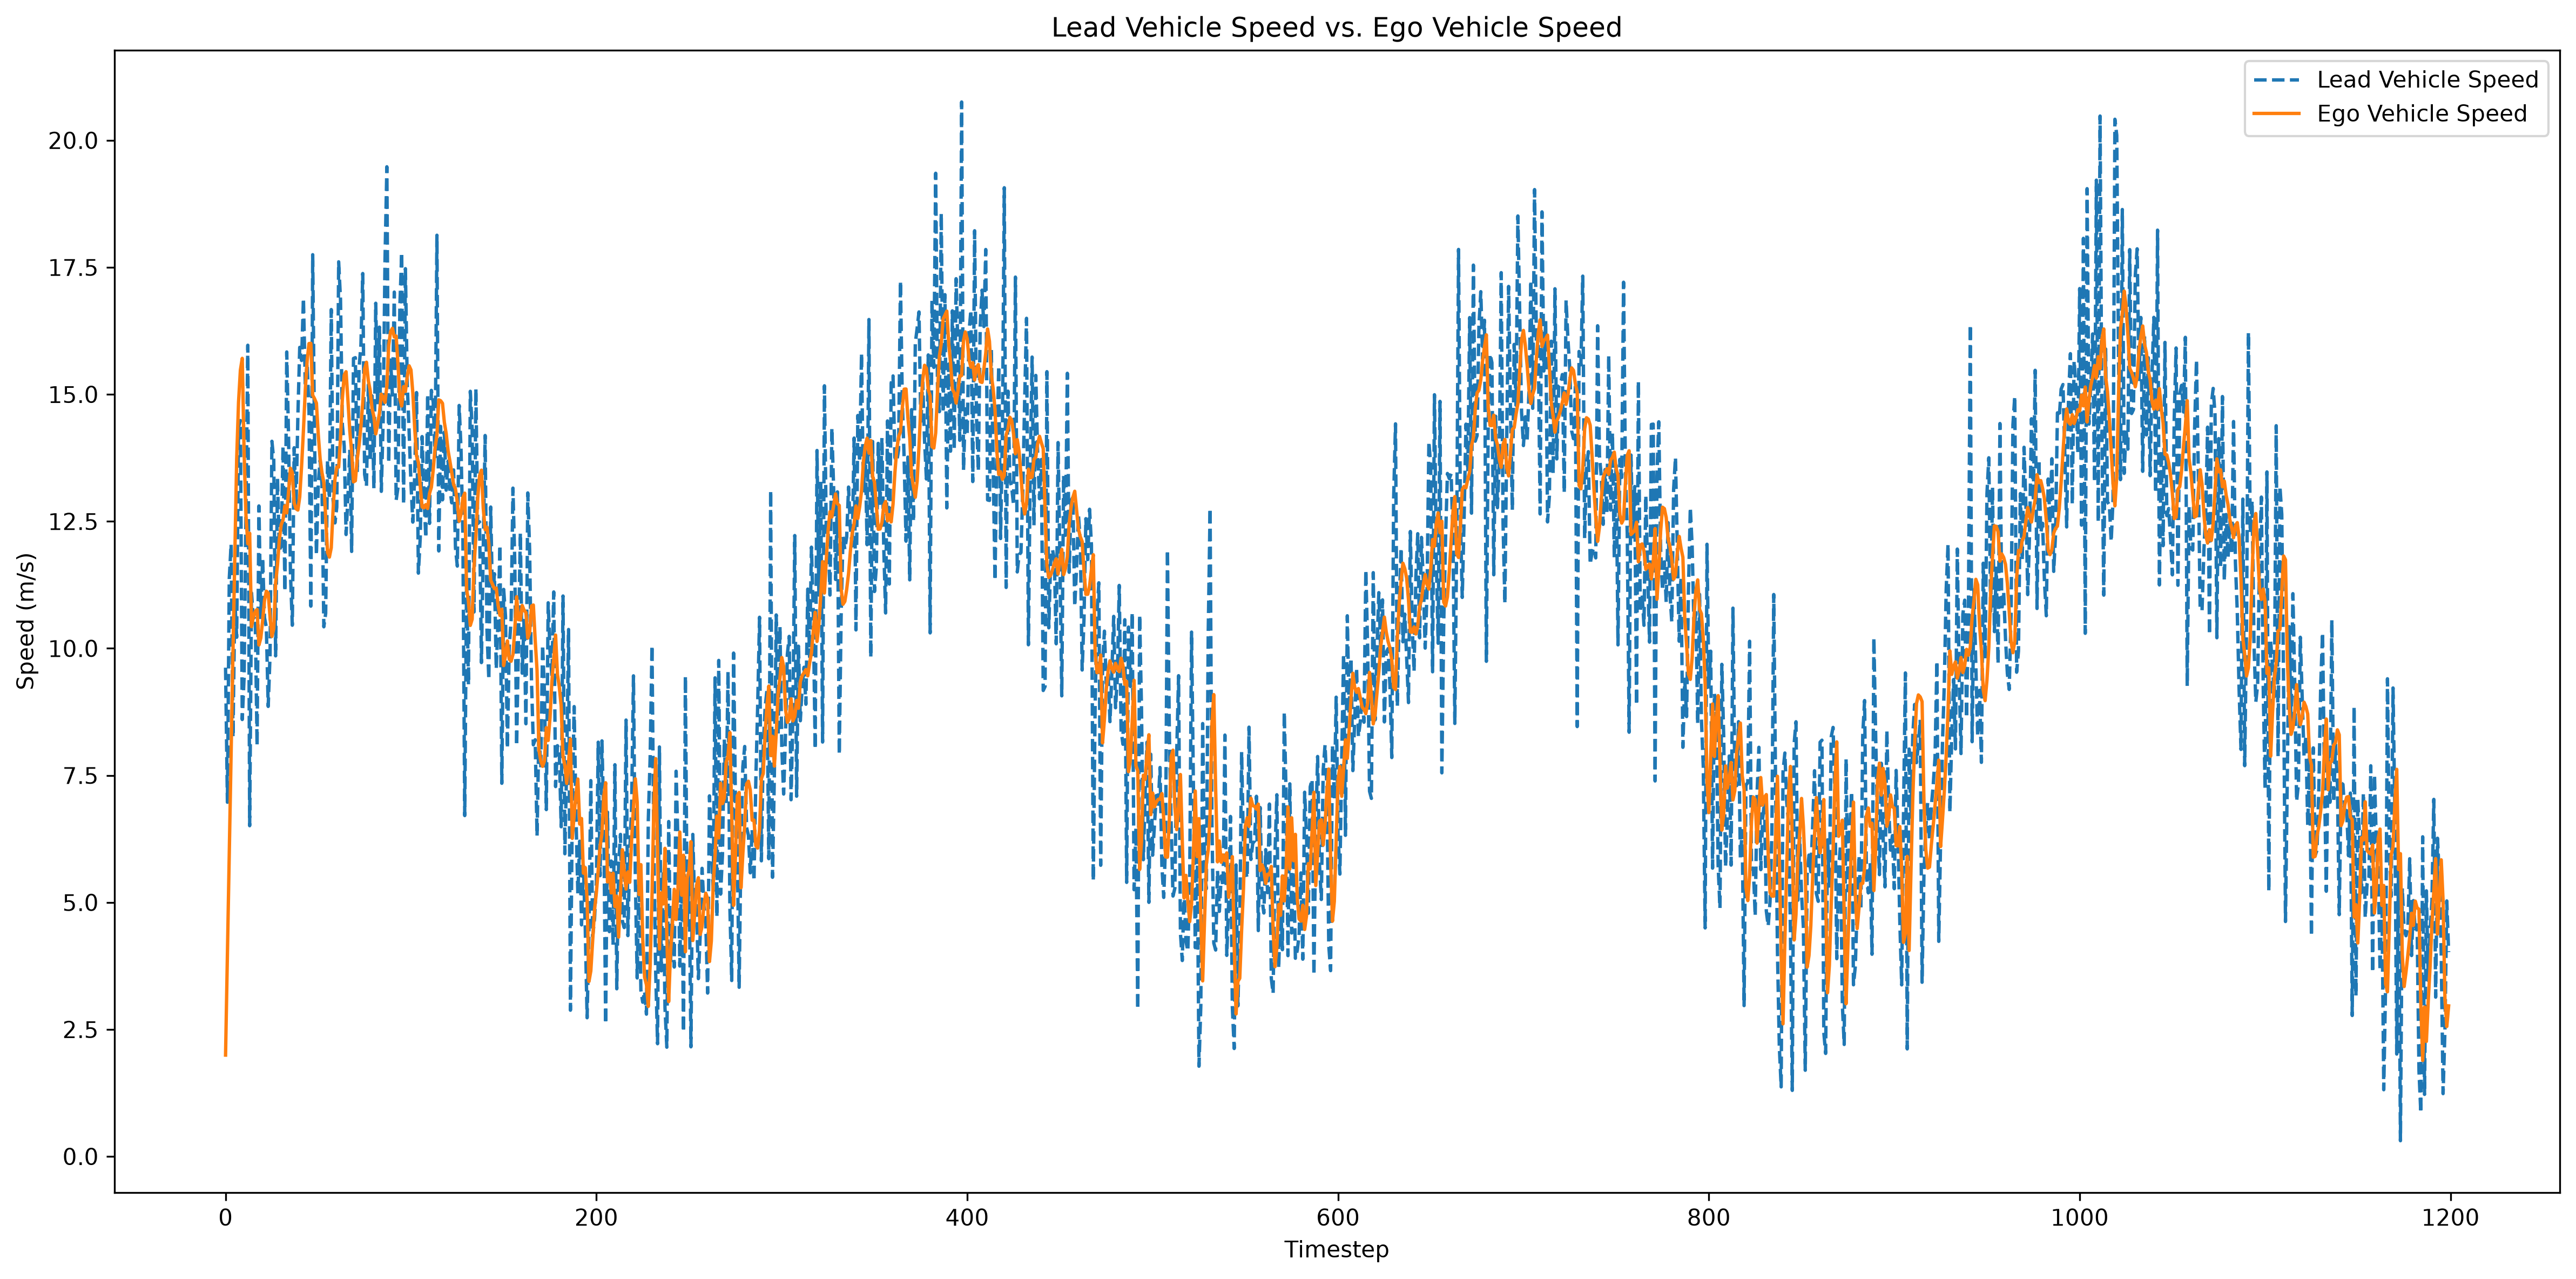 Lead Vehicle Speed vs. Ego Vehicle Speed
Lead Vehicle Speed
Ego Vehicle Speed
Speed (m/s)
20.0
17.5
15.0
12.5
10.0
7.5
5.0
2.5
0.0
0 200 400 600 800 1000 1200
Timestep